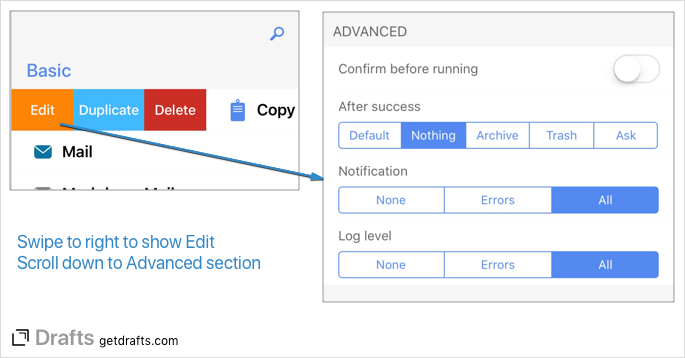 Basic
Edit Duplicate Delete Copy
Mail
ADVANCED
Confirm before running
After success
Default Nothing Archive Trash Ask
Notification
None Errors All
Log level
None Errors All
Swipe to right to show Edit
Scroll down to Advanced section
Drafts getdrafts.com